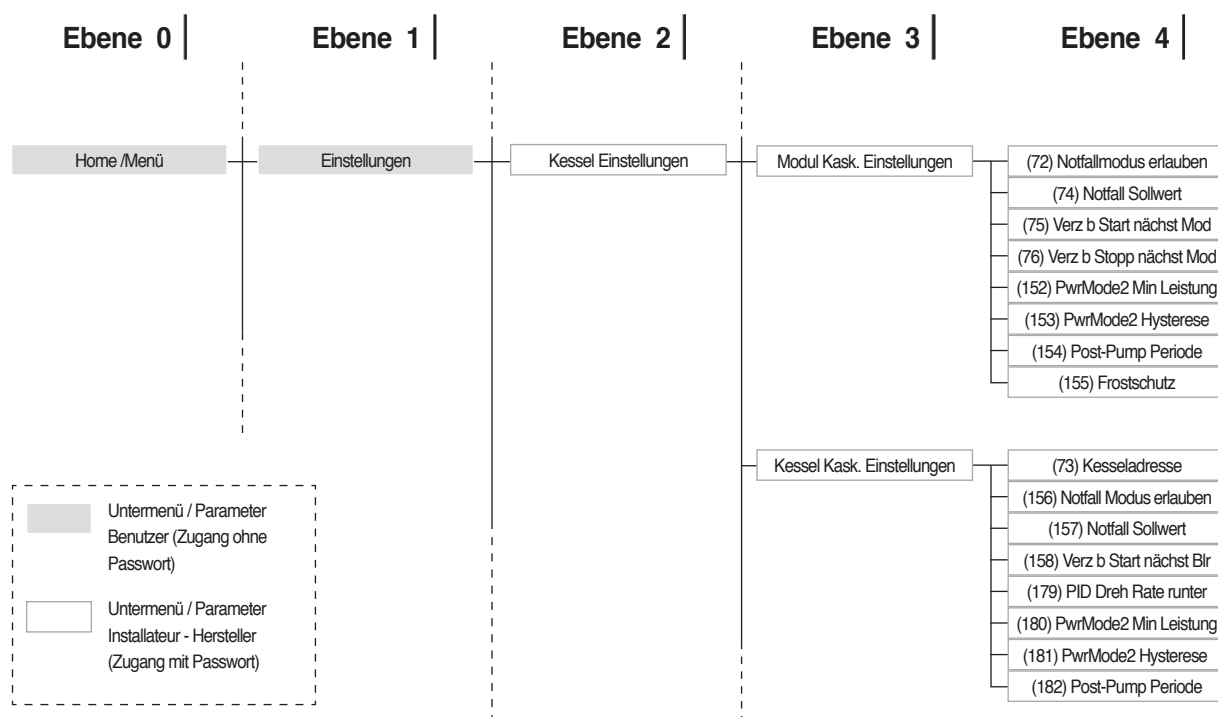 Ebene 0
Ebene 1
Ebene 2
Ebene 3
Ebene 4
Home /Menü
Einstellungen
Kessel Einstellungen
Modul Kask. Einstellungen
(72) Notfallmodus erlauben
(74) Notfall Sollwert
(75) Verz b Start nächst Mod
(76) Verz b Stopp nächst Mod
(152) PwrMode2 Min Leistung
(153) PwrMode2 Hysterese
(154) Post-Pump Periode
(155) Frostschutz
Kessel Kask. Einstellungen
(73) Kesseladresse
(156) Notfall Modus erlauben
(157) Notfall Sollwert
(158) Verz b Start nächst Blr
(179) PID Dreh Rate runter
(180) PwrMode2 Min Leistung
(181) PwrMode2 Hysterese
(182) Post-Pump Periode
Untermenü / Parameter
Benutzer (Zugang ohne
Passwort)
Untermenü / Parameter
Installateur - Hersteller
(Zugang mit Passwort)